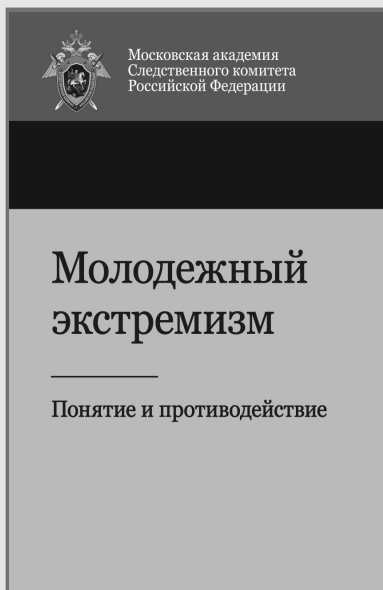 Московская академия
Следственного комитета
Российской Федерации
Молодежный
экстремизм
Понятие и противодействие